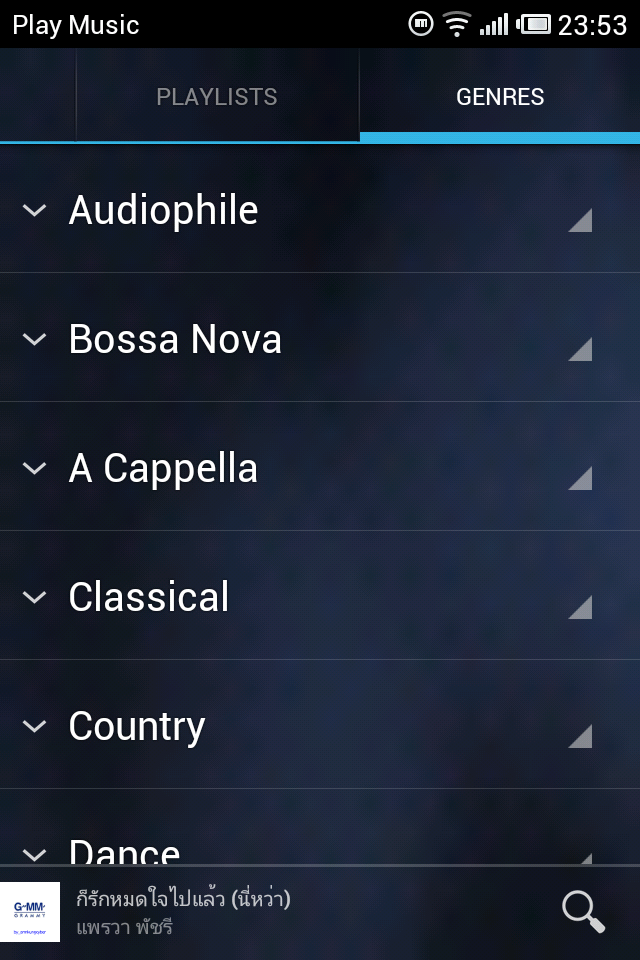 Play Music
23:53
PLAYLISTS
GENRES
Audiophile
Bossa Nova
A Cappella
Classical
Country
Dance
ก็รักหมดใจไปแล้ว (นี่หว่า)
แพรวา พัชรี
GMM
GRAMMY